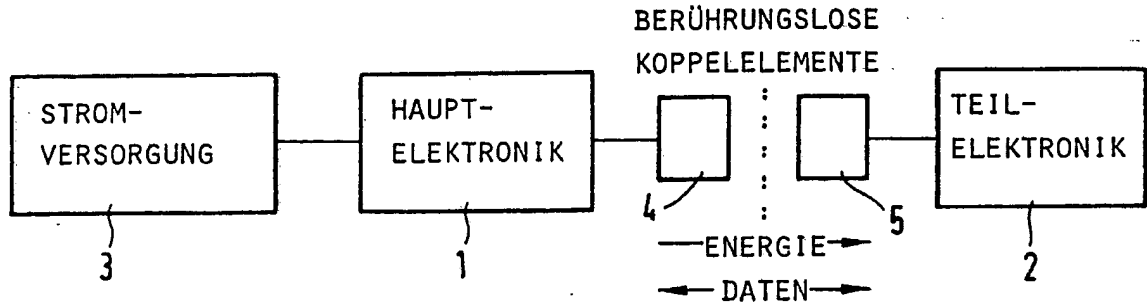 BERÜHRUNGSLOSE
KOPPELELEMENTE
STROM-
VERSORGUNG
HAUPT-
ELEKTRONIK
TEIL-
ELEKTRONIK
3
1
4
5
2
ENERGIE
DATEN